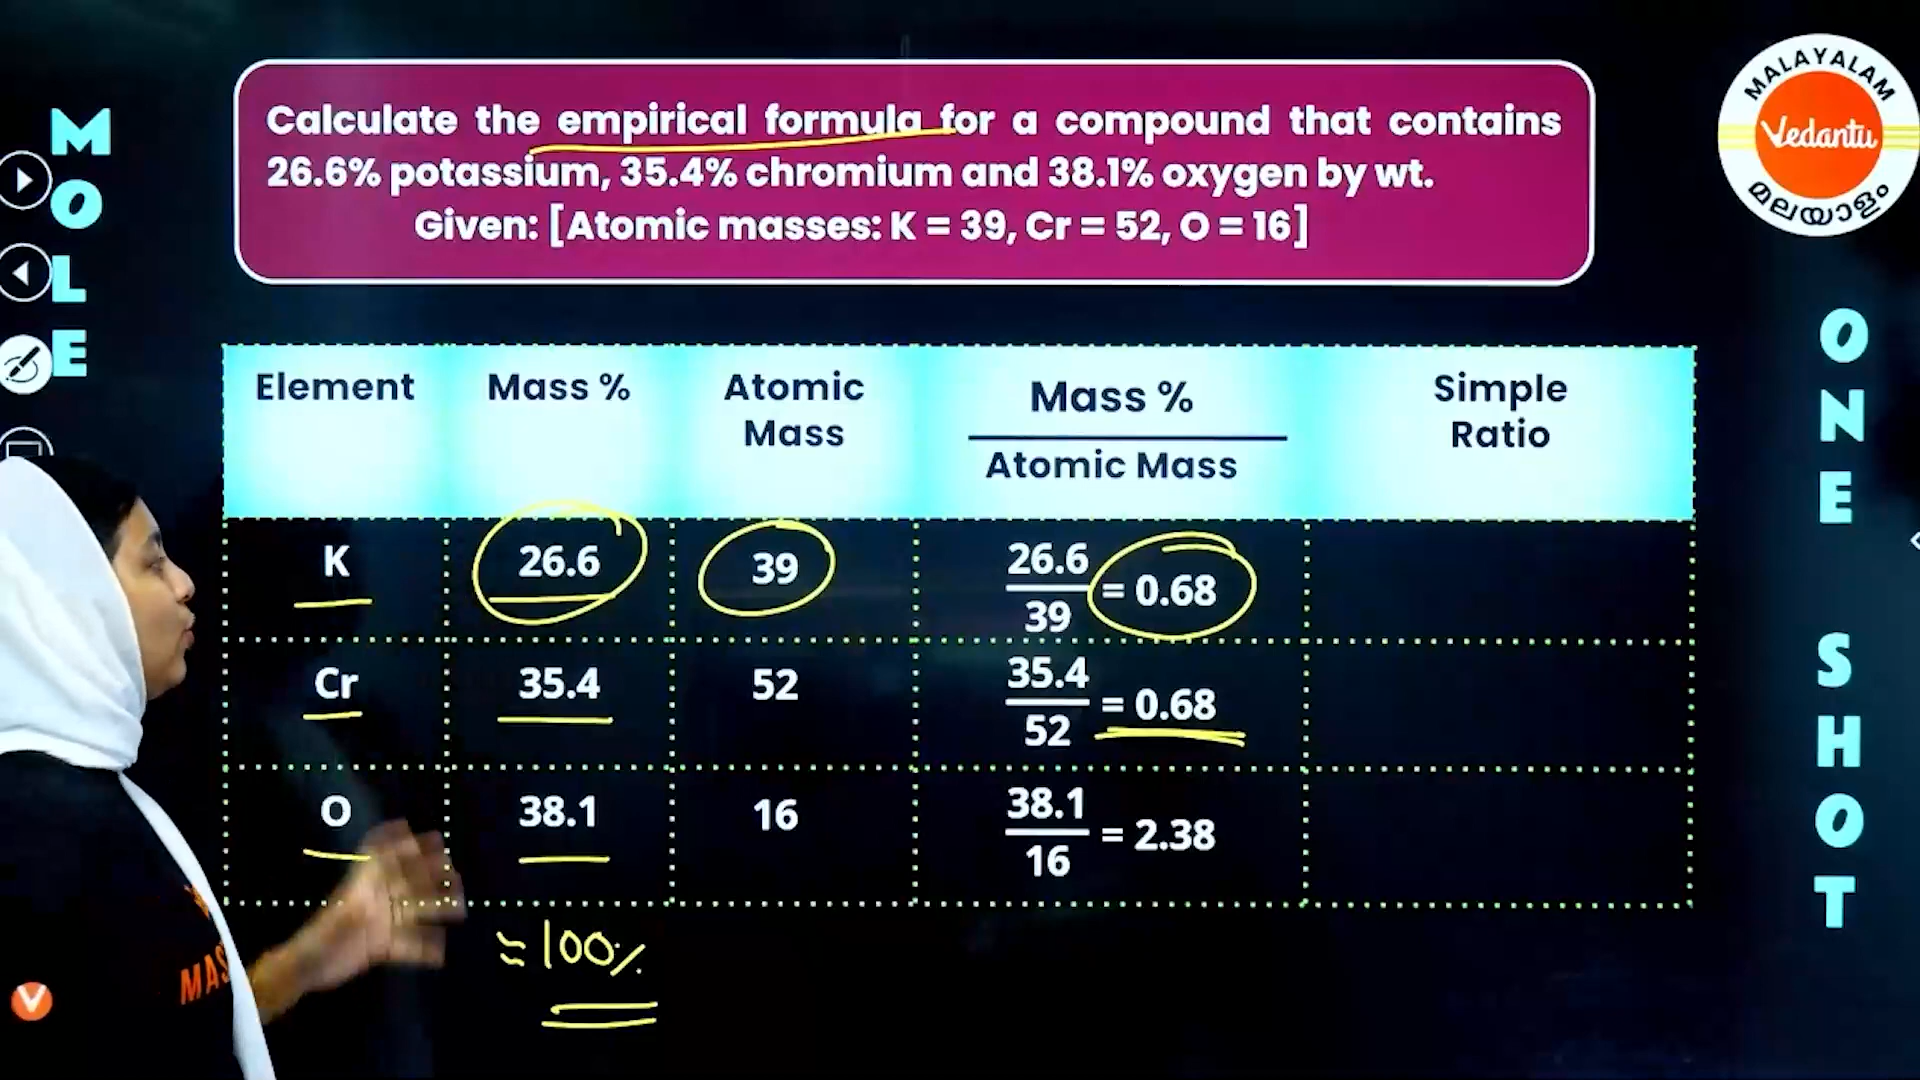 MOLE
Calculate the empirical formula for a compound that contains
26.6% potassium, 35.4% chromium and 38.1% oxygen by wt.
Given: [Atomic masses: K = 39, Cr = 52, O = 16]
MALAYALAM
Vedantu
മലയാളം
ONE SHOT
Element Mass % Atomic Mass Mass % / Atomic Mass Simple Ratio
K 26.6 39 26.6/39 = 0.68
Cr 35.4 52 35.4/52 = 0.68
O 38.1 16 38.1/16 = 2.38
≈ 100%
MAS
V